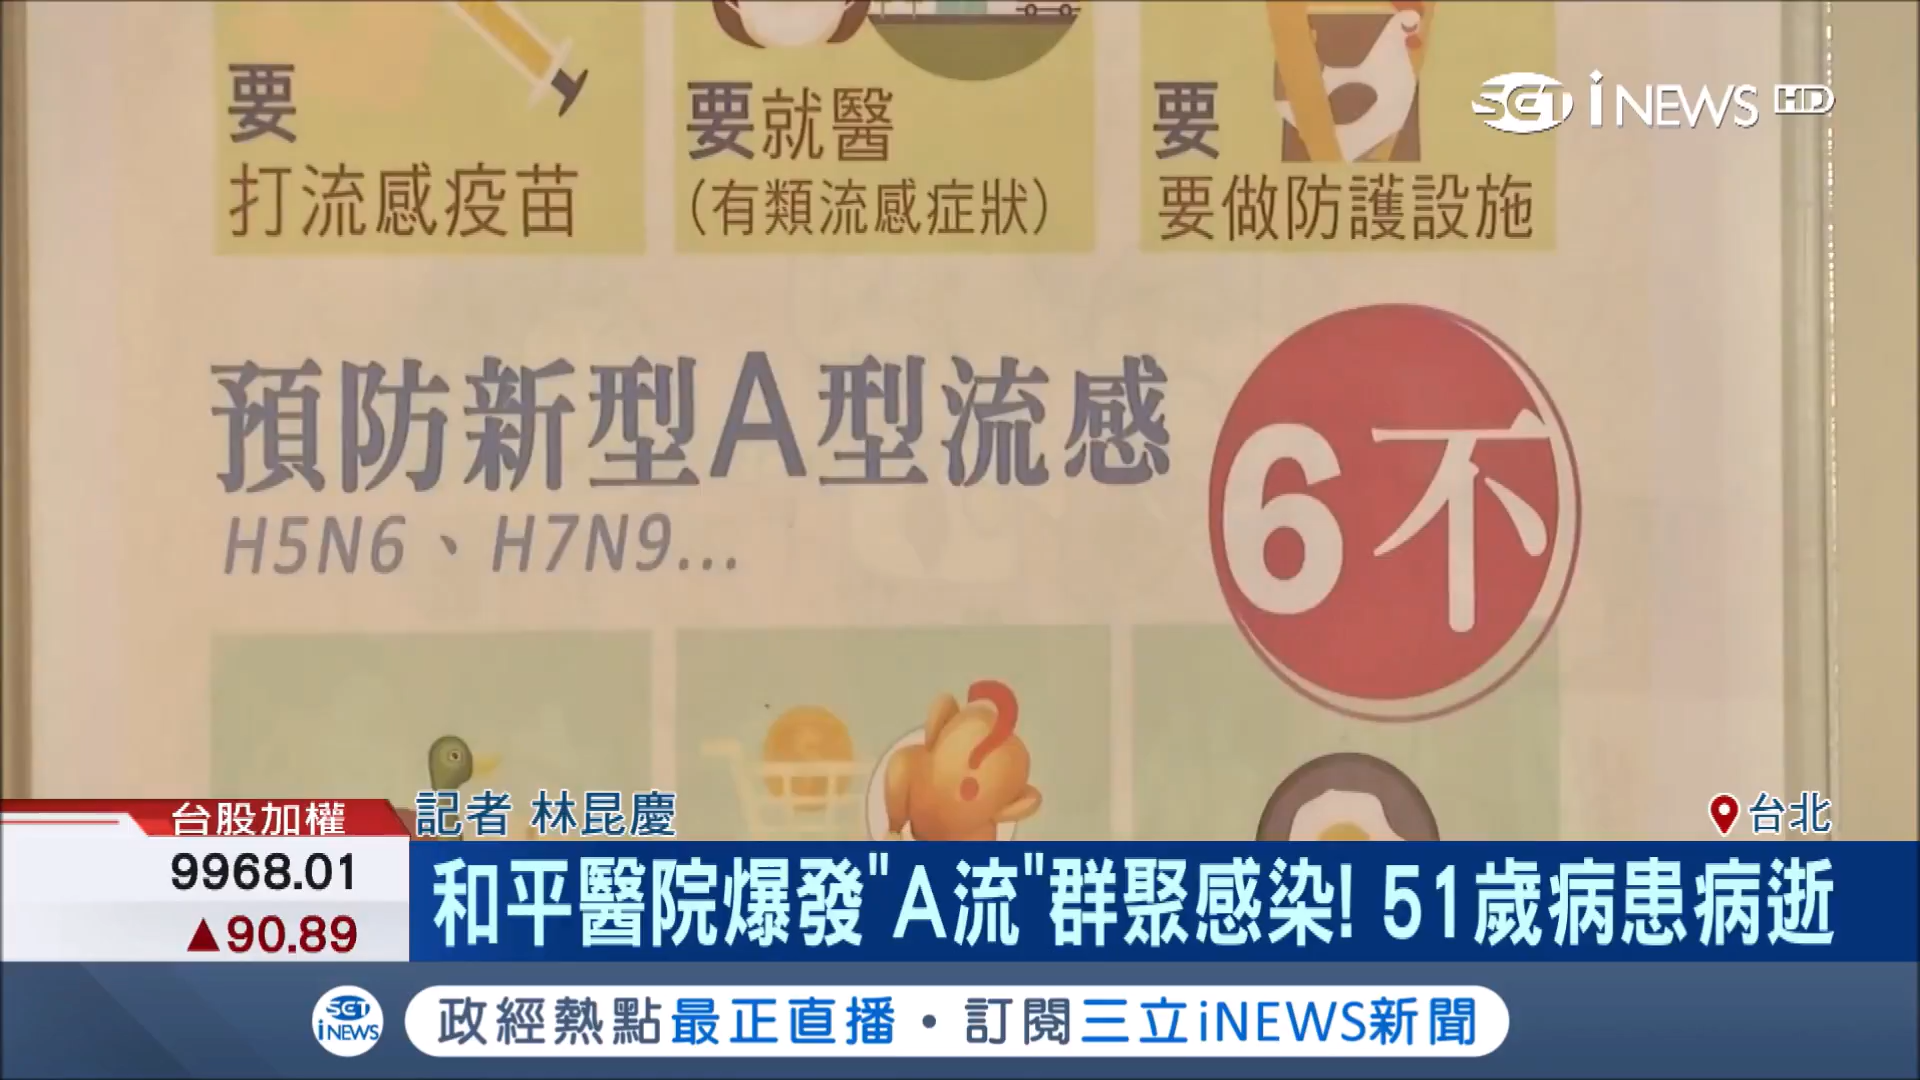 SET iNEWS HD
要
打流感疫苗
要就醫
(有類流感症狀)
要
要做防護設施
預防新型A型流感
6不
H5N6、H7N9...
?
台股加權
9968.01
▲90.89
記者 林昆慶
台北
和平醫院爆發"A流"群聚感染! 51歲病患病逝
SET iNEWS
政經熱點最正直播·訂閱三立iNEWS新聞